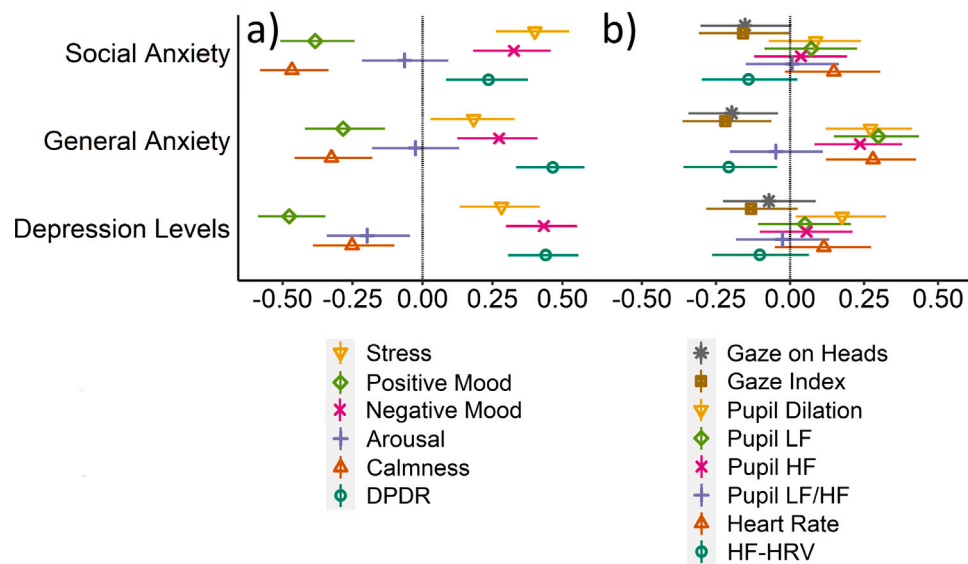 a)
b)
Social Anxiety
General Anxiety
Depression Levels
-0.50 -0.25 0.00 0.25 0.50 -0.50 -0.25 0.00 0.25 0.50
Stress
Positive Mood
Negative Mood
Arousal
Calmness
DPDR
Gaze on Heads
Gaze Index
Pupil Dilation
Pupil LF
Pupil HF
Pupil LF/HF
Heart Rate
HF-HRV